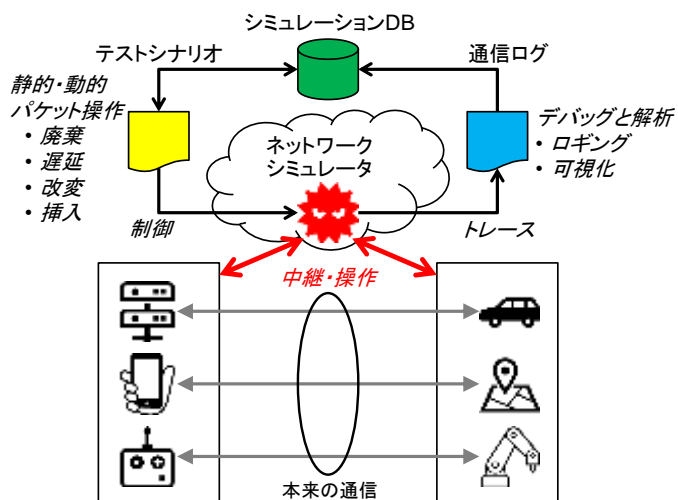 シミュレーションDB
テストシナリオ
通信ログ
静的・動的
パケット操作
• 廃棄
• 遅延
• 改変
• 挿入
ネットワーク
シミュレータ
デバッグと解析
• ロギング
• 可視化
制御
トレース
中継・操作
本来の通信